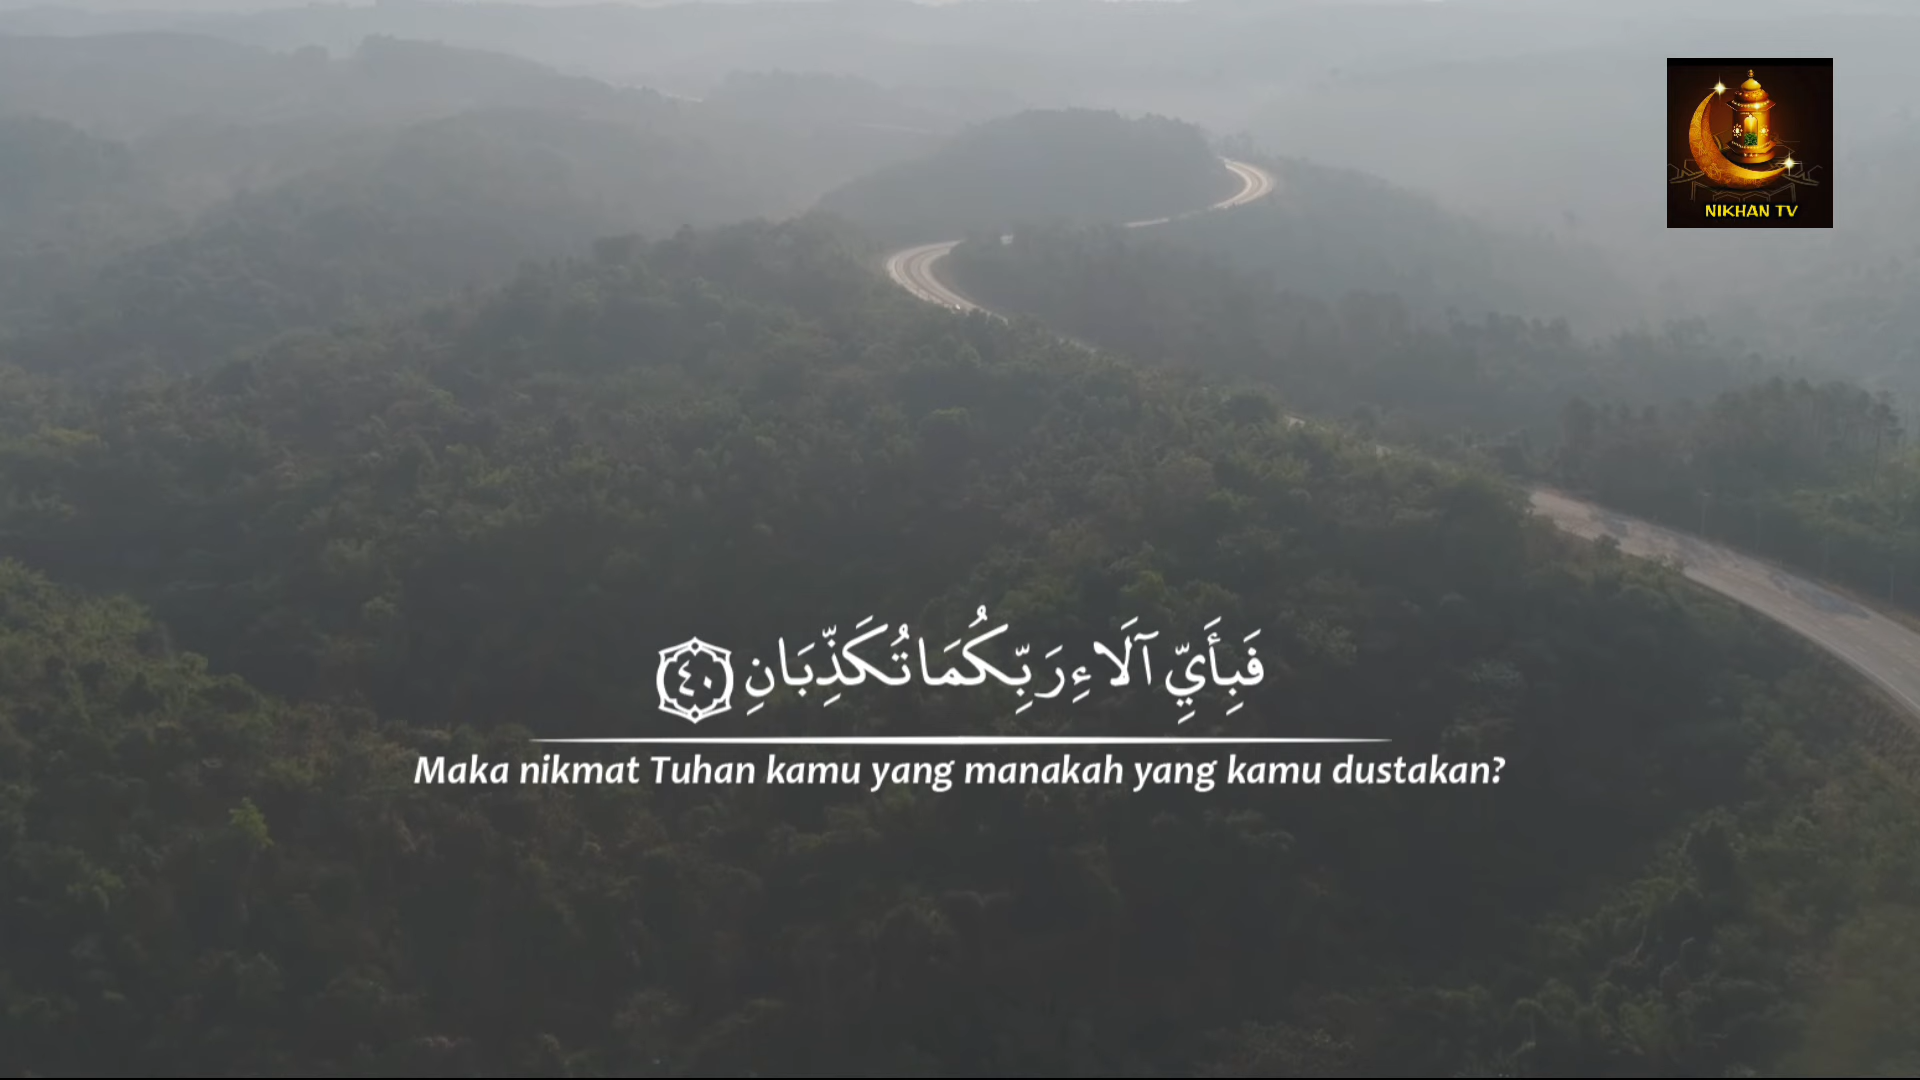 NIKHAN TV
فَبِأَيِّ آلَاءِ رَبِّكُمَا تُكَذِّبَانِ ٤٠
Maka nikmat Tuhan kamu yang manakah yang kamu dustakan?